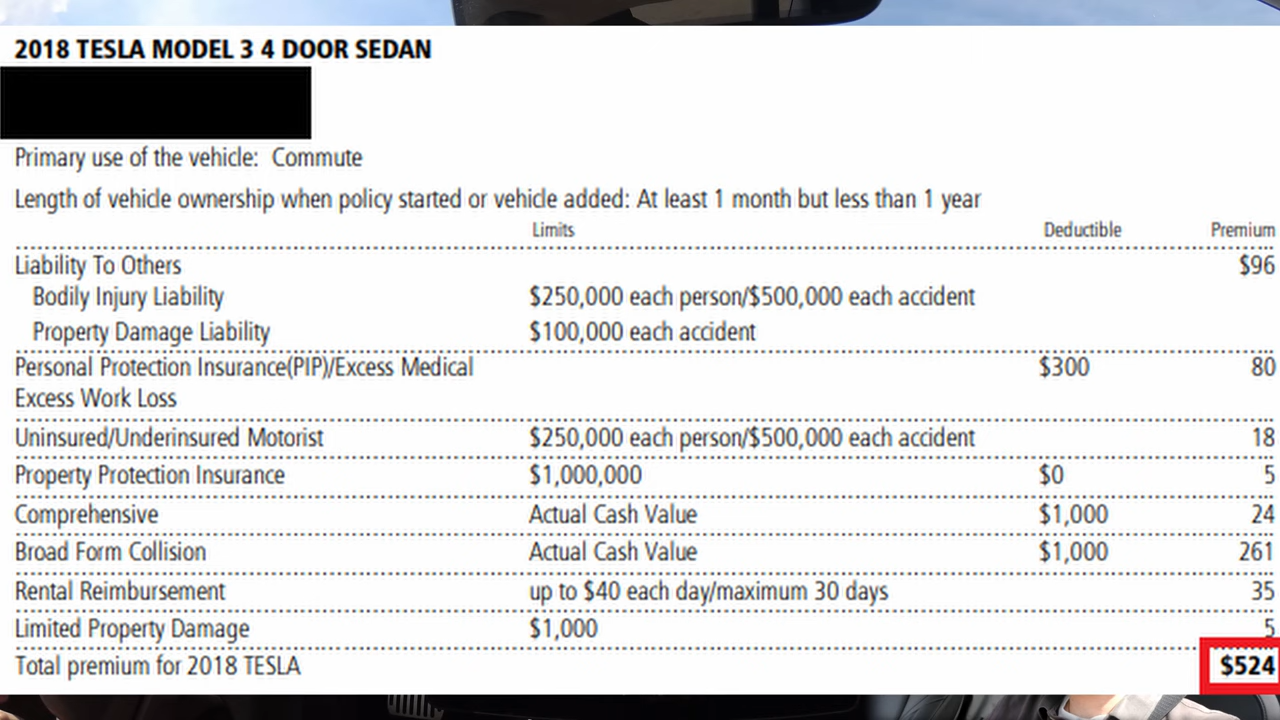 2018 TESLA MODEL 3 4 DOOR SEDAN
Primary use of the vehicle: Commute
Length of vehicle ownership when policy started or vehicle added: At least 1 month but less than 1 year
Limits Deductible Premium
Liability To Others $96
Bodily Injury Liability $250,000 each person/$500,000 each accident
Property Damage Liability $100,000 each accident
Personal Protection Insurance(PIP)/Excess Medical $300 80
Excess Work Loss
Uninsured/Underinsured Motorist $250,000 each person/$500,000 each accident 18
Property Protection Insurance $1,000,000 $0 5
Comprehensive Actual Cash Value $1,000 24
Broad Form Collision Actual Cash Value $1,000 261
Rental Reimbursement up to $40 each day/maximum 30 days 35
Limited Property Damage $1,000 5
Total premium for 2018 TESLA $524